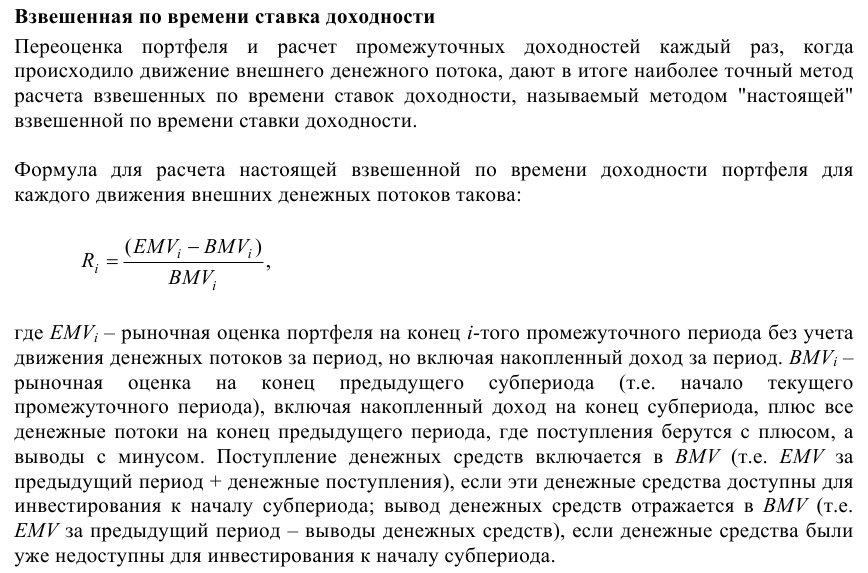 Взвешенная по времени ставка доходности
Переоценка портфеля и расчет промежуточных доходностей каждый раз, когда
происходило движение внешнего денежного потока, дают в итоге наиболее точный метод
расчета взвешенных по времени ставок доходности, называемый методом "настоящей"
взвешенной по времени ставки доходности.
Формула для расчета настоящей взвешенной по времени доходности портфеля для
каждого движения внешних денежных потоков такова:
(EMVi − BMVi)
Ri = ,
BMVi
где EMVi – рыночная оценка портфеля на конец i-того промежуточного периода без учета
движения денежных потоков за период, но включая накопленный доход за период. BMVi –
рыночная оценка на конец предыдущего субпериода (т.е. начало текущего
промежуточного периода), включая накопленный доход на конец субпериода, плюс все
денежные потоки на конец предыдущего периода, где поступления берутся с плюсом, а
выводы с минусом. Поступление денежных средств включается в BMV (т.е. EMV за
предыдущий период + денежные поступления), если эти денежные средства доступны для
инвестирования к началу субпериода; вывод денежных средств отражается в BMV (т.е.
EMV за предыдущий период – выводы денежных средств), если денежные средства были
уже недоступны для инвестирования к началу субпериода.